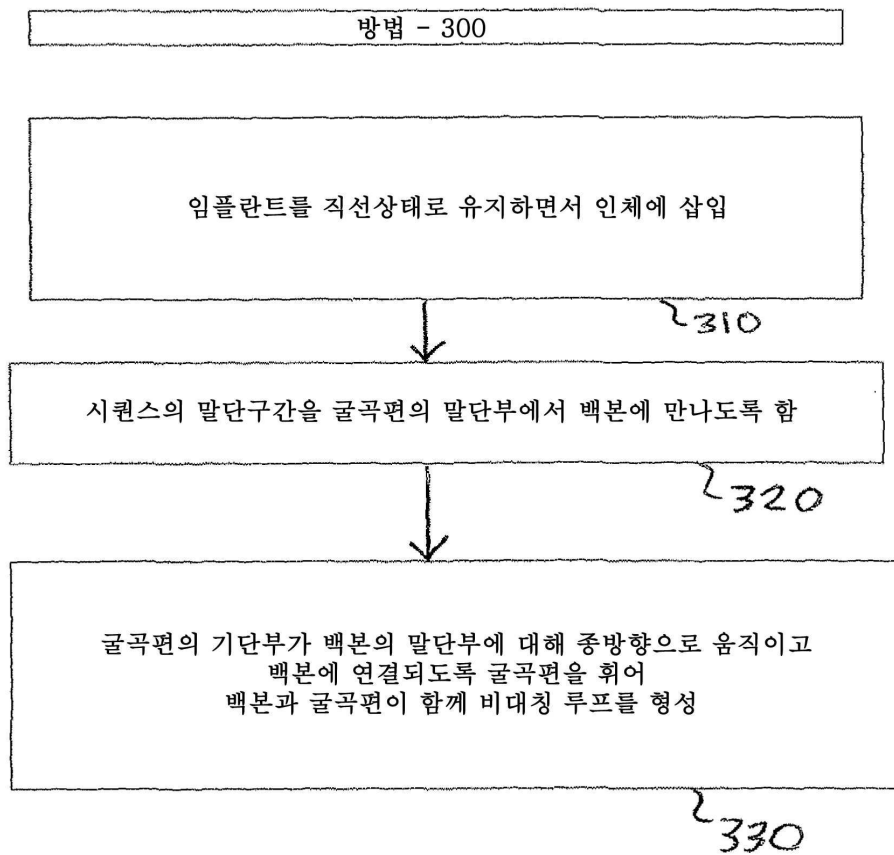 방법 - 300
임플란트를 직선상태로 유지하면서 인체에 삽입
310
시퀀스의 말단구간을 굴곡편의 말단부에서 백본에 만나도록 함
320
굴곡편의 기단부가 백본의 말단부에 대해 종방향으로 움직이고
백본에 연결되도록 굴곡편을 휘어
백본과 굴곡편이 함께 비대칭 루프를 형성
330